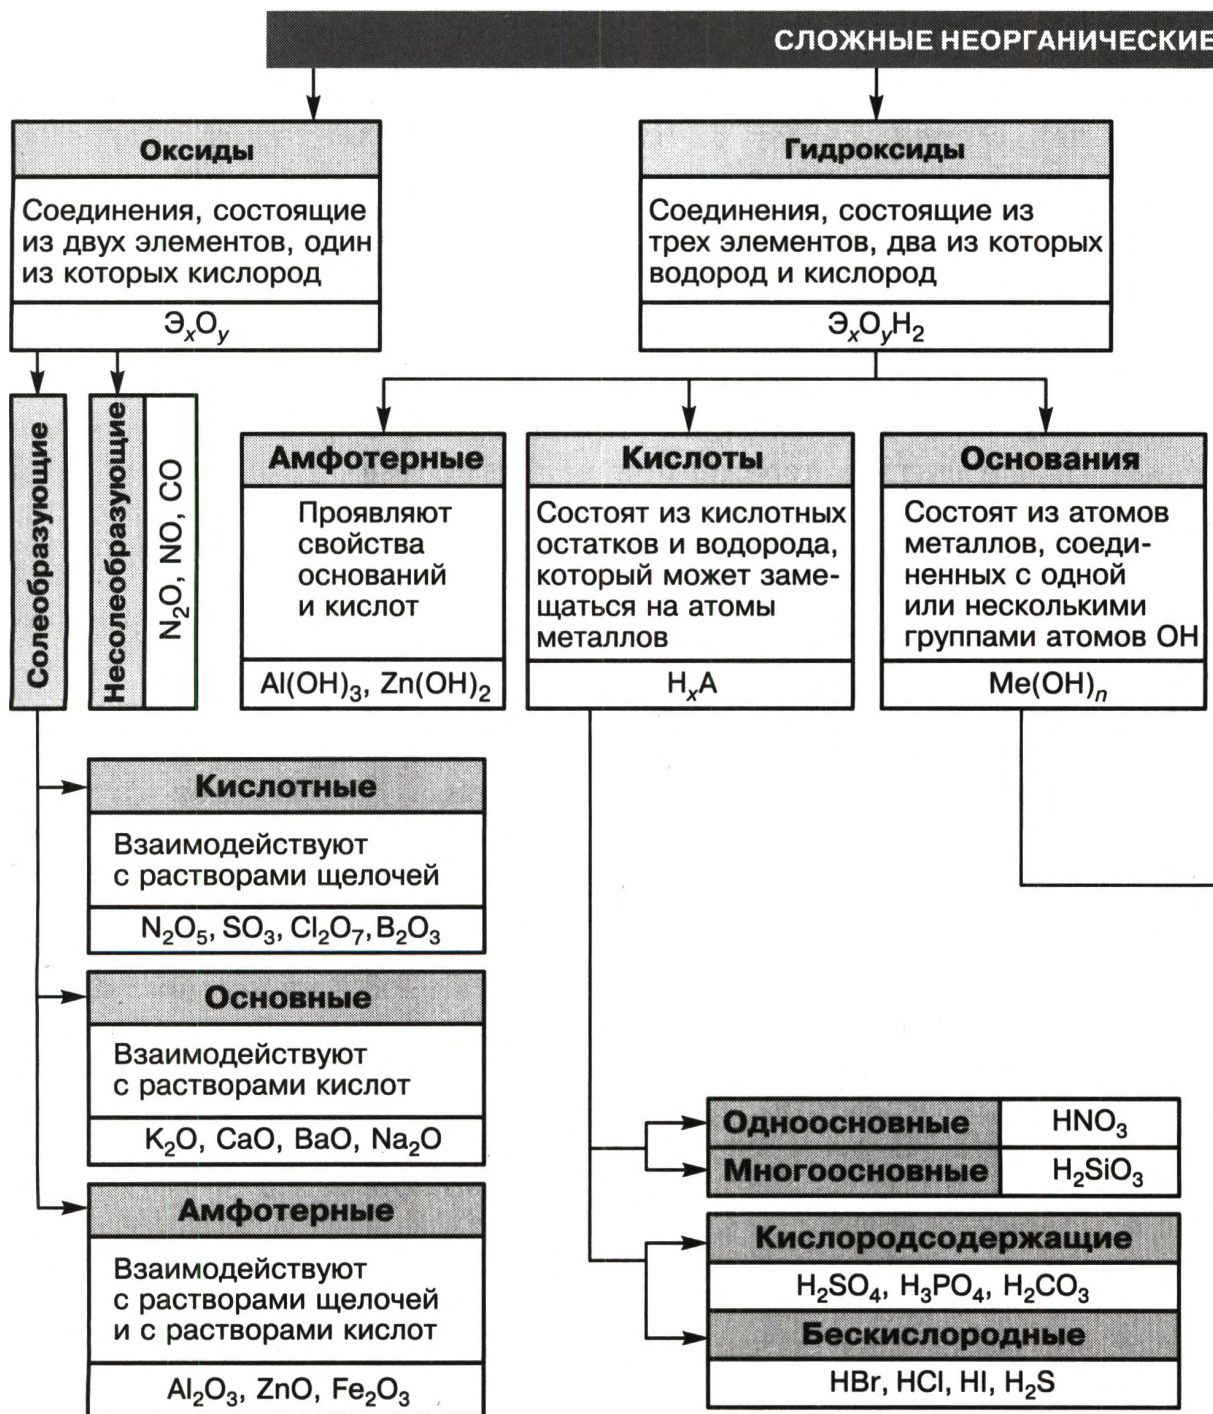 СЛОЖНЫЕ НЕОРГАНИЧЕСКИЕ
Оксиды
Соединения, состоящие
из двух элементов, один
из которых кислород
ЭₓOᵧ
Гидроксиды
Соединения, состоящие из
трех элементов, два из которых
водород и кислород
ЭₓOᵧH₂
Солеобразующие
Несолеобразующие
N₂O, NO, CO
Амфотерные
Проявляют
свойства
оснований
и кислот
Al(OH)₃, Zn(OH)₂
Кислоты
Состоят из кислотных
остатков и водорода,
который может заме-
щаться на атомы
металлов
HₓA
Основания
Состоят из атомов
металлов, соеди-
ненных с одной
или несколькими
группами атомов OH
Me(OH)ₙ
Кислотные
Взаимодействуют
с растворами щелочей
N₂O₅, SO₃, Cl₂O₇, B₂O₃
Основные
Взаимодействуют
с растворами кислот
K₂O, CaO, BaO, Na₂O
Амфотерные
Взаимодействуют
с растворами щелочей
и с растворами кислот
Al₂O₃, ZnO, Fe₂O₃
Одноосновные HNO₃
Многоосновные H₂SiO₃
Кислородсодержащие
H₂SO₄, H₃PO₄, H₂CO₃
Бескислородные
HBr, HCl, HI, H₂S